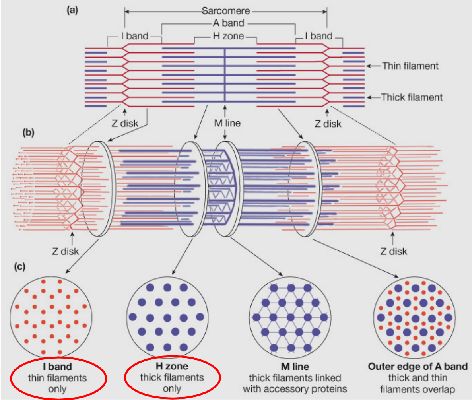 (a)
Sarcomere
A band
I band
H zone
I band
Thin filament
Thick filament
Z disk
M line
Z disk
(b)
Z disk
Z disk
(c)
I band
thin filaments
only
H zone
thick filaments
only
M line
thick filaments linked
with accessory proteins
Outer edge of A band
thick and thin
filaments overlap